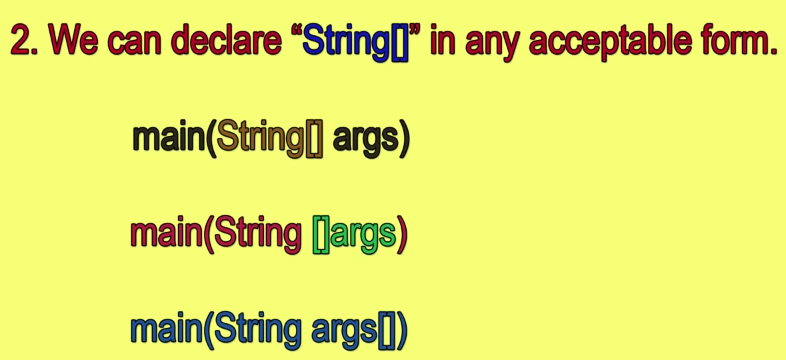 2. We can declare “String[]” in any acceptable form.
main(String[] args)
main(String []args)
main(String args[])